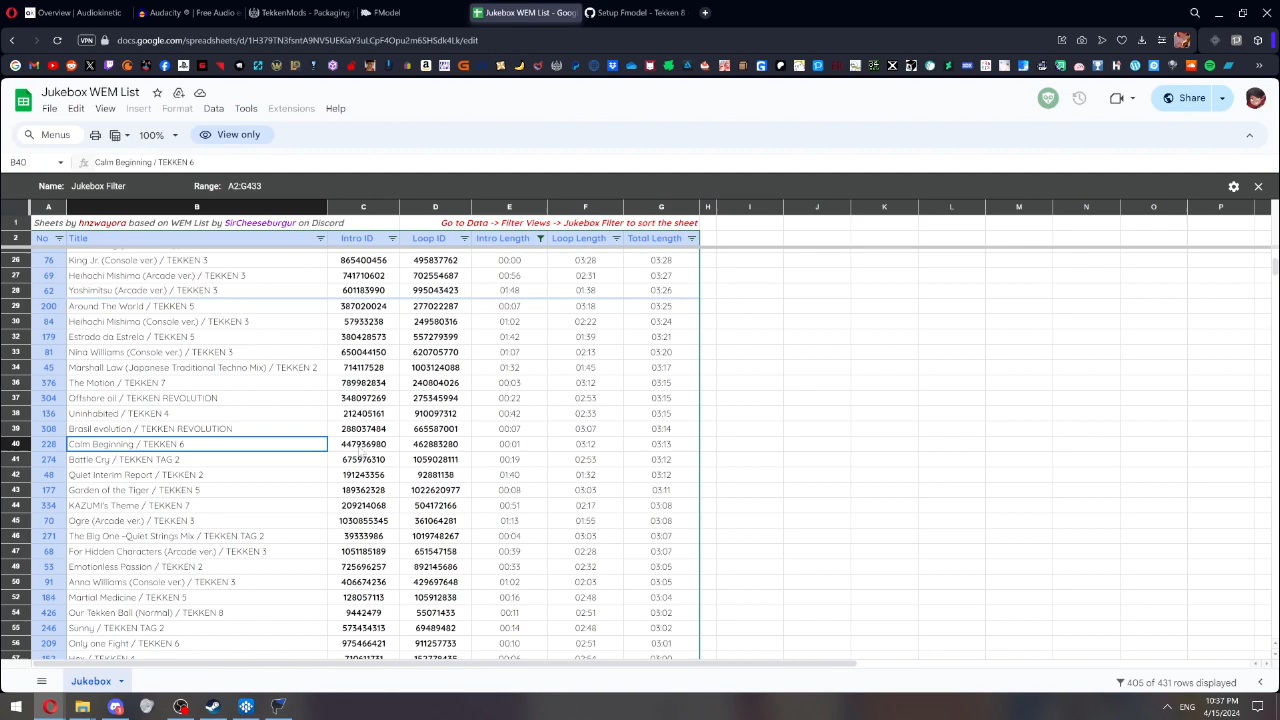 Overview | Audiokinetic
Audacity ® | Free Audio e
TekkenMods - Packaging
FModel
Jukebox WEM List - Goog
Setup Fmodel - Tekken 8
VPN docs.google.com/spreadsheets/d/1H379TN3fsntA9NVSUEKiaY3uLCpF4Opu2m6SHSdk4Lk/edit
Jukebox WEM List
File Edit View Insert Format Data Tools Extensions Help
Share
Menus 100% View only
B40 fx Calm Beginning / TEKKEN 6
Name: Jukebox Filter Range: A2:G433
A B C D E F G H I J K L M N O P
1 Sheets by hnzwayora based on WEM List by SirCheeseburgur on Discord Go to Data -> Filter Views -> Jukebox Filter to sort the sheet
2 No Title Intro ID Loop ID Intro Length Loop Length Total Length
26 76 King Jr. (Console ver.) / TEKKEN 3 865400456 495837762 00:00 03:28 03:28
27 69 Heihachi Mishima (Arcade ver.) / TEKKEN 3 741710602 702554687 00:56 02:31 03:27
28 62 Yoshimitsu (Arcade ver.) / TEKKEN 3 601183990 995043423 01:48 01:38 03:26
29 200 Around The World / TEKKEN 5 387020024 277022287 00:07 03:18 03:25
30 84 Heihachi Mishima (Console ver.) / TEKKEN 3 57933238 249580316 01:02 02:22 03:24
32 179 Estrada da Estrela / TEKKEN 5 380428573 557279399 01:42 01:39 03:21
33 81 Nina Williams (Console ver.) / TEKKEN 3 650044150 620705770 01:07 02:13 03:20
34 45 Marshall Law (Japanese Traditional Techno Mix) / TEKKEN 2 714117528 1003124088 01:32 01:45 03:17
36 376 The Motion / TEKKEN 7 789982834 240804026 00:03 03:12 03:15
37 304 Offshore oil / TEKKEN REVOLUTION 348097269 275345994 00:22 02:53 03:15
38 136 Uninhabited / TEKKEN 4 212405161 910097312 00:42 02:33 03:15
39 308 Brasil evolution / TEKKEN REVOLUTION 288037484 665587001 00:07 03:07 03:14
40 228 Calm Beginning / TEKKEN 6 447936980 462883280 00:01 03:12 03:13
41 274 Battle Cry / TEKKEN TAG 2 675976310 1059028111 00:19 02:53 03:12
42 48 Quiet Interim Report / TEKKEN 2 191243356 92881138 01:40 01:32 03:12
43 177 Garden of the Tiger / TEKKEN 5 189362328 1022620977 00:08 03:03 03:11
44 334 KAZUMI's Theme / TEKKEN 7 209214068 504172166 00:51 02:17 03:08
45 70 Ogre (Arcade ver.) / TEKKEN 3 1030855345 361064281 01:13 01:55 03:08
46 271 The Big One -Quiet Strings Mix / TEKKEN TAG 2 39333986 1019748267 00:04 03:03 03:07
47 68 For Hidden Characters (Arcade ver.) / TEKKEN 3 1051185189 651547158 00:39 02:28 03:07
49 53 Emotionless Passion / TEKKEN 2 725696257 892145686 00:33 02:32 03:05
50 91 Anna Williams (Console ver.) / TEKKEN 3 406674236 429697648 01:02 02:03 03:05
52 184 Martial Medicine / TEKKEN 5 128057113 105912838 00:16 02:48 03:04
54 426 Our Tekken Ball (Normal) / TEKKEN 8 9442479 55071433 00:11 02:51 03:02
55 246 Sunny / TEKKEN TAG 2 573434313 69489482 00:14 02:48 03:02
56 209 Only one Fight / TEKKEN 6 975466421 911257733 00:10 02:51 03:01
Jukebox
405 of 431 rows displayed
ENG
10:37 PM
4/15/2024